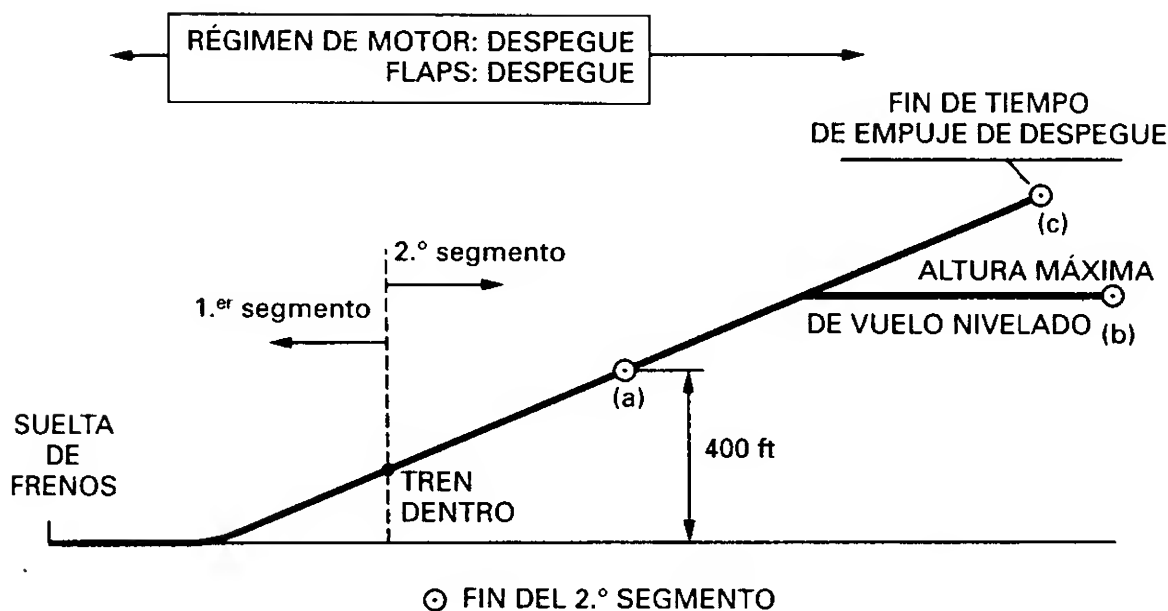 RÉGIMEN DE MOTOR: DESPEGUE
FLAPS: DESPEGUE
FIN DE TIEMPO
DE EMPUJE DE DESPEGUE
(c)
2.º segmento
1.er segmento
ALTURA MÁXIMA
DE VUELO NIVELADO (b)
(a)
400 ft
SUELTA
DE
FRENOS
TREN
DENTRO
FIN DEL 2.º SEGMENTO